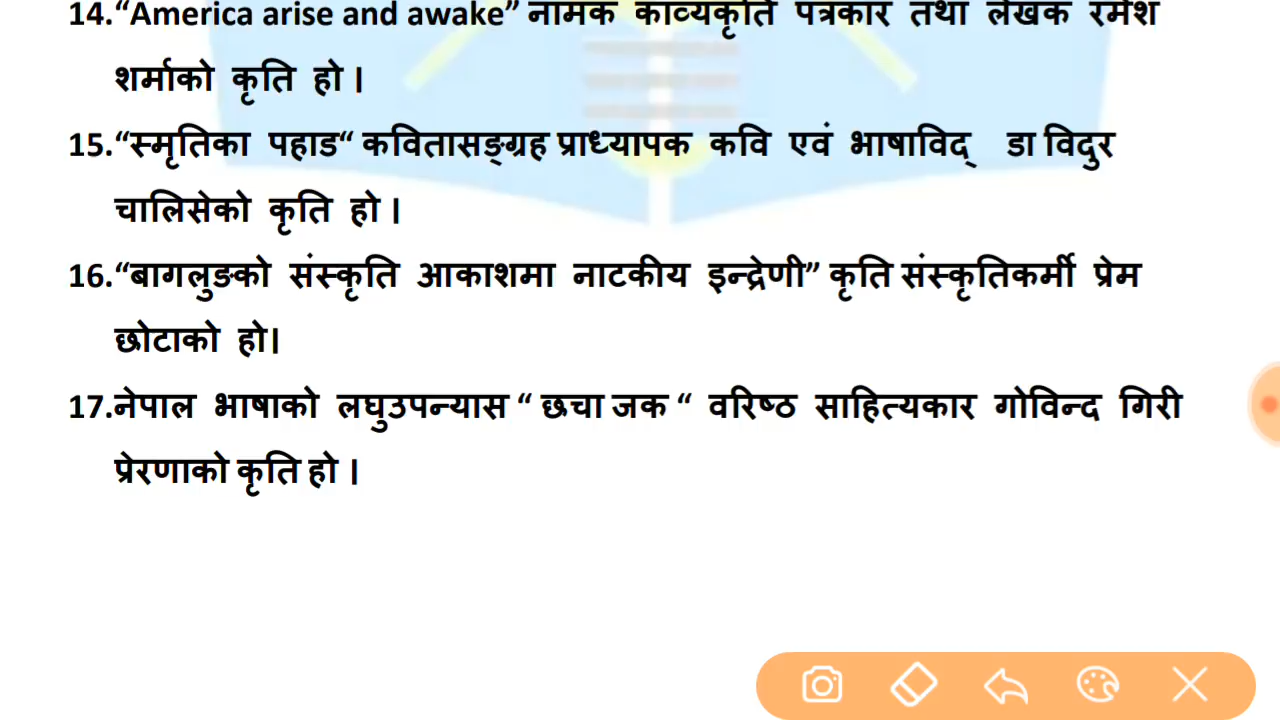 14.“America arise and awake” नामक काव्यकृति पत्रकार तथा लेखक रमेश
शर्माको कृति हो ।
15.“स्मृतिका पहाड“ कवितासङ्ग्रह प्राध्यापक कवि एवं भाषाविद् डा विदुर
चालिसेको कृति हो ।
16.“बागलुङको संस्कृति आकाशमा नाटकीय इन्द्रेणी” कृति संस्कृतिकर्मी प्रेम
छोटाको हो।
17.नेपाल भाषाको लघुउपन्यास “ छचा जक “ वरिष्ठ साहित्यकार गोविन्द गिरी
प्रेरणाको कृति हो ।